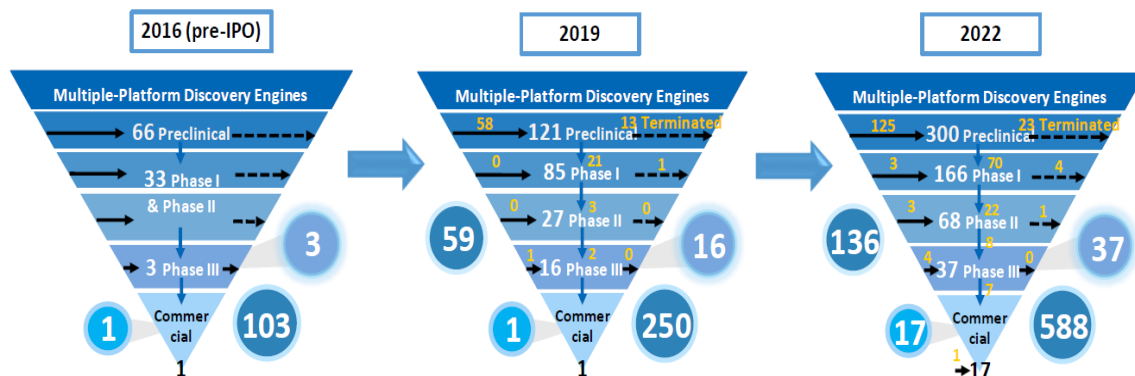 2016 (pre-IPO)
Multiple-Platform Discovery Engines
66 Preclinical
33 Phase I
& Phase II
3 Phase III
3
Commer
cial
1
103
1
2019
Multiple-Platform Discovery Engines
58
121 Preclinical
13 Terminated
0
21
85 Phase I
1
0
3
27 Phase II
0
59
1
2
16 Phase III
0
16
Commer
cial
1
250
1
2022
Multiple-Platform Discovery Engines
125
300 Preclinical
23 Terminated
3
70
166 Phase I
4
3
22
68 Phase II
1
136
8
4
37 Phase III
0
37
7
Commer
cial
17
588
1
17